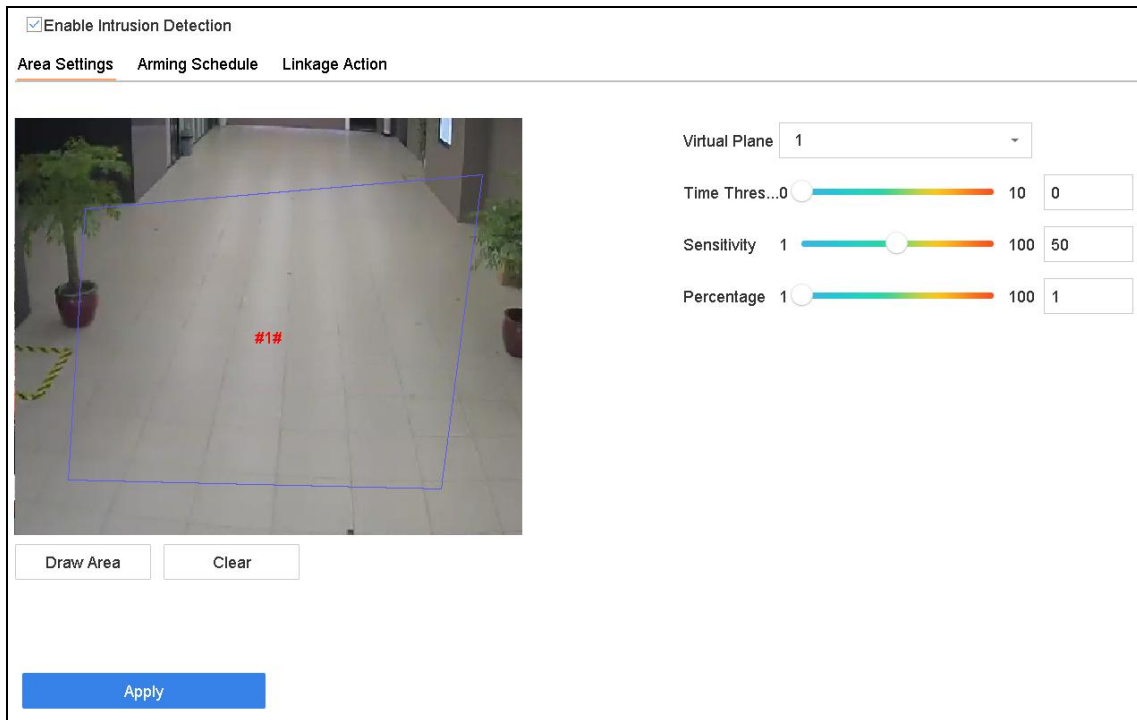 Enable Intrusion Detection
Area Settings Arming Schedule Linkage Action
Virtual Plane 1
Time Thres...0 10 0
Sensitivity 1 100 50
Percentage 1 100 1
#1#
Draw Area Clear
Apply